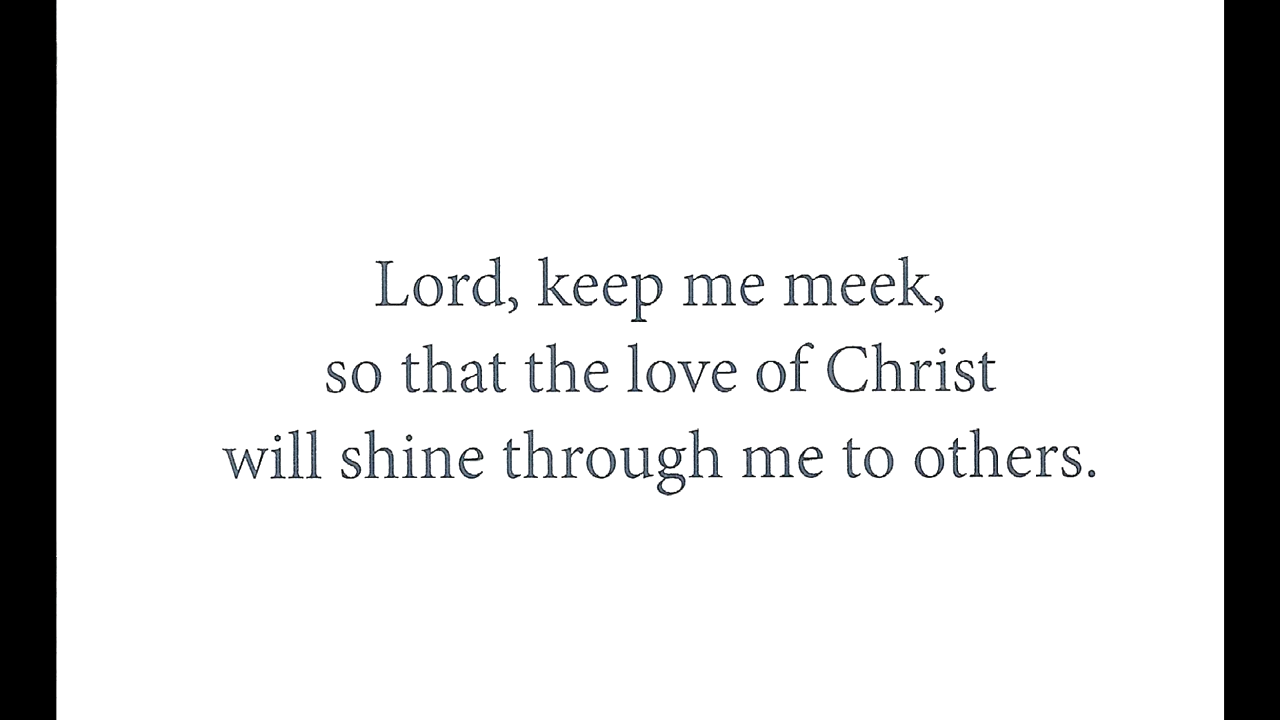 Lord, keep me meek,
so that the love of Christ
will shine through me to others.